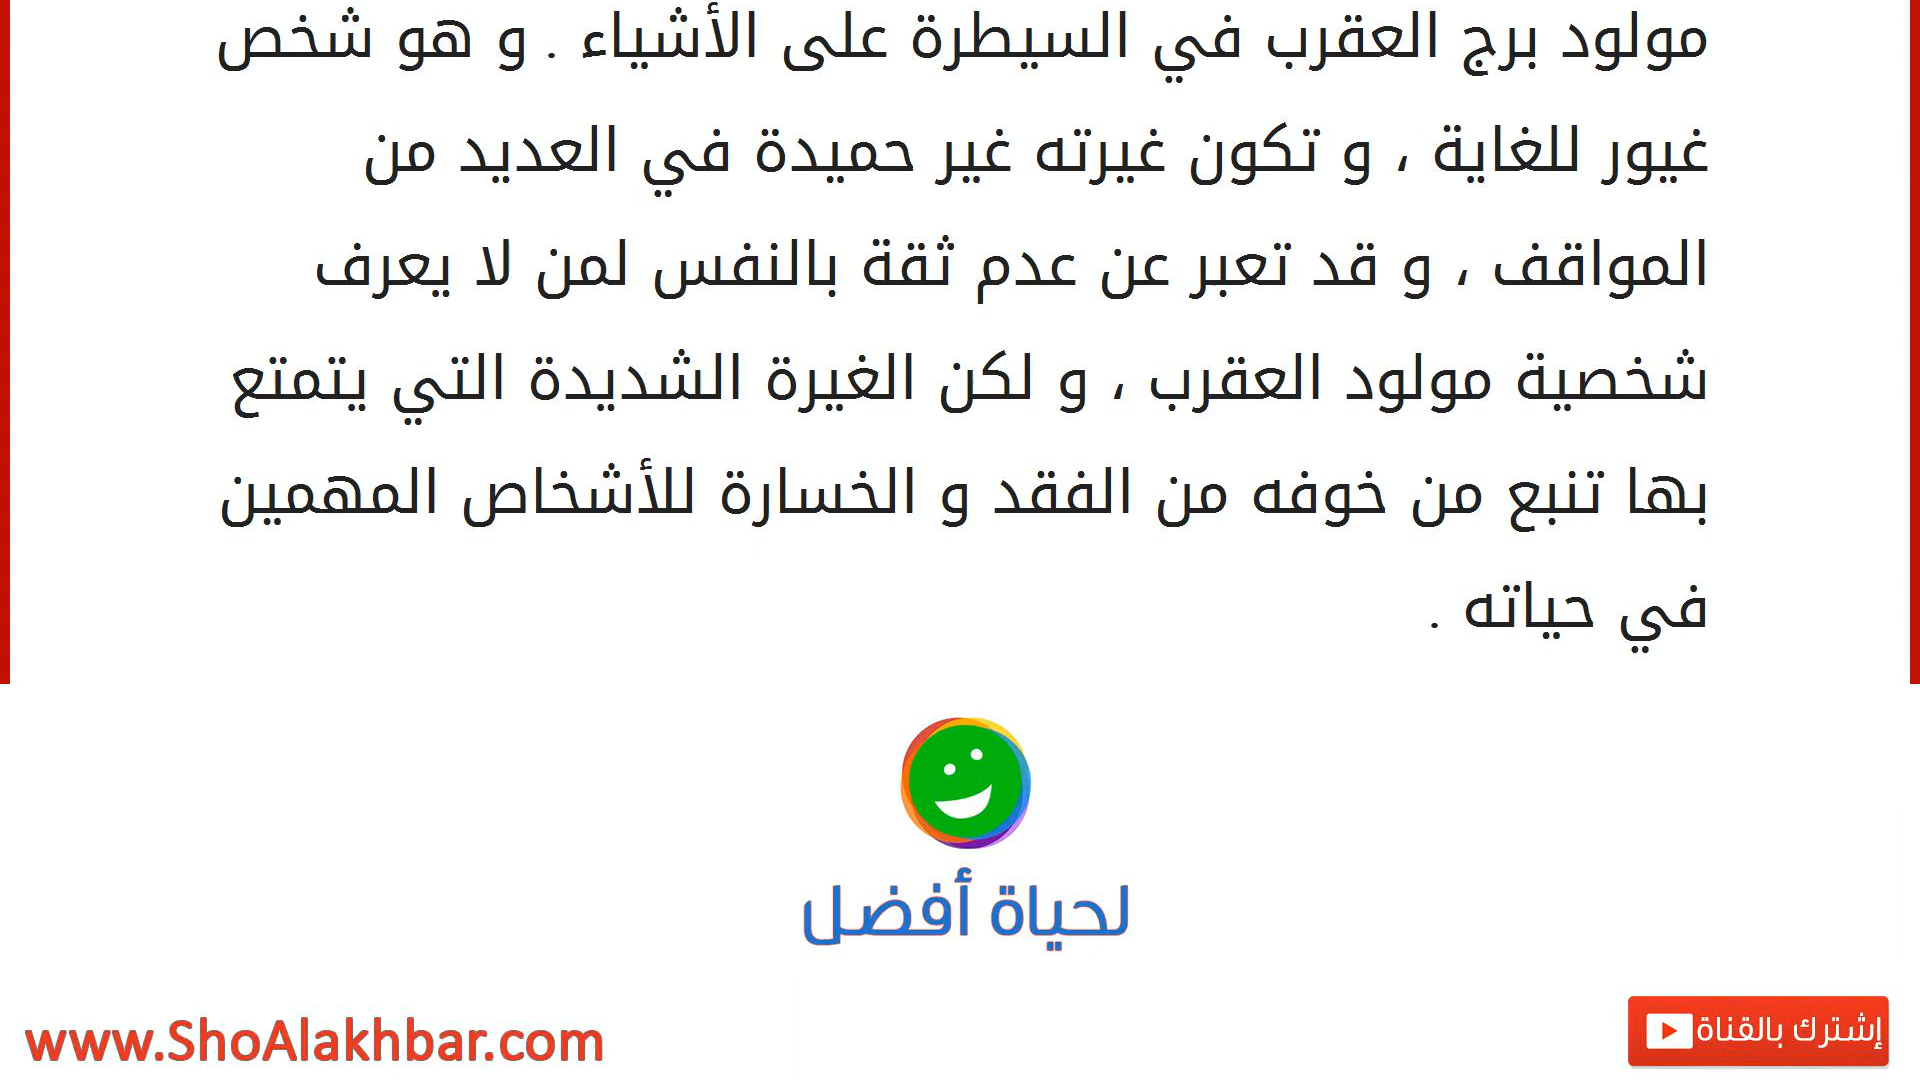 مولود برج العقرب في السيطرة على الأشياء . و هو شخص
غيور للغاية ، و تكون غيرته غير حميدة في العديد من
المواقف ، و قد تعبر عن عدم ثقة بالنفس لمن لا يعرف
شخصية مولود العقرب ، و لكن الغيرة الشديدة التي يتمتع
بها تنبع من خوفه من الفقد و الخسارة للأشخاص المهمين
في حياته .
لحياة أفضل
www.ShoAlakhbar.com
إشترك بالقناة